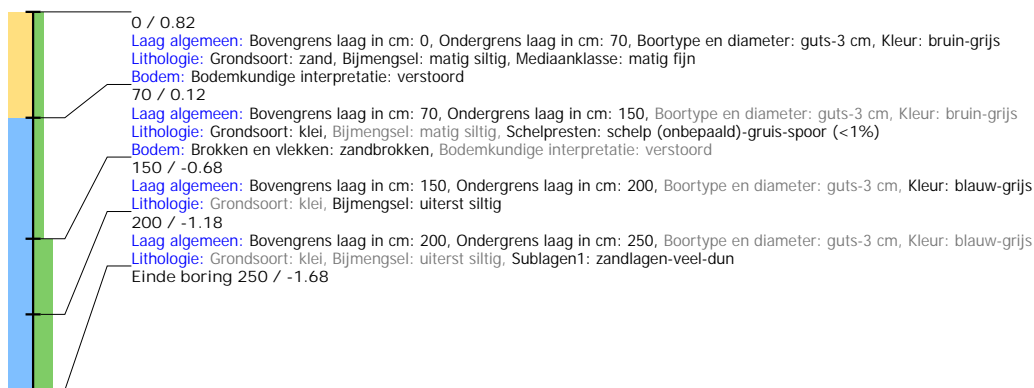 0 / 0.82
Laag algemeen: Bovengrens laag in cm: 0, Ondergrens laag in cm: 70, Boortype en diameter: guts-3 cm, Kleur: bruin-grijs
Lithologie: Grondsoort: zand, Bijmengsel: matig siltig, Mediaanklasse: matig fijn
Bodem: Bodemkundige interpretatie: verstoord
70 / 0.12
Laag algemeen: Bovengrens laag in cm: 70, Ondergrens laag in cm: 150, Boortype en diameter: guts-3 cm, Kleur: bruin-grijs
Lithologie: Grondsoort: klei, Bijmengsel: matig siltig, Schelpresten: schelp (onbepaald)-gruis-spoor (<1%)
Bodem: Brokken en vlekken: zandbrokken, Bodemkundige interpretatie: verstoord
150 / -0.68
Laag algemeen: Bovengrens laag in cm: 150, Ondergrens laag in cm: 200, Boortype en diameter: guts-3 cm, Kleur: blauw-grijs
Lithologie: Grondsoort: klei, Bijmengsel: uiterst siltig
200 / -1.18
Laag algemeen: Bovengrens laag in cm: 200, Ondergrens laag in cm: 250, Boortype en diameter: guts-3 cm, Kleur: blauw-grijs
Lithologie: Grondsoort: klei, Bijmengsel: uiterst siltig, Sublagen1: zandlagen-veel-dun
Einde boring 250 / -1.68